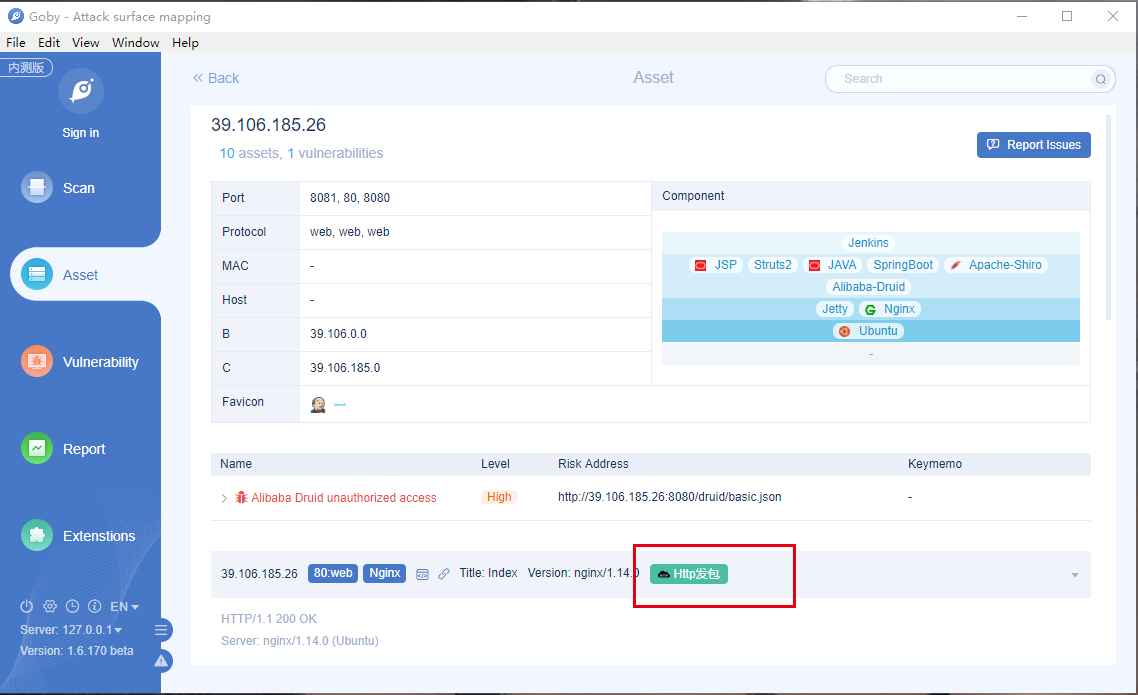 Goby - Attack surface mapping
File Edit View Window Help
内测版
Sign in
Scan
Asset
Vulnerability
Report
Extenstions
EN
Server: 127.0.0.1
Version: 1.6.170 beta
« Back
Asset
Search
39.106.185.26
10 assets, 1 vulnerabilities
Report Issues
Port 8081, 80, 8080
Protocol web, web, web
MAC -
Host -
B 39.106.0.0
C 39.106.185.0
Favicon
Component
Jenkins
JSP Struts2 JAVA SpringBoot Apache-Shiro
Alibaba-Druid
Jetty Nginx
Ubuntu
-
Name Level Risk Address Keymemo
Alibaba Druid unauthorized access High http://39.106.185.26:8080/druid/basic.json -
39.106.185.26 80:web Nginx Title: Index Version: nginx/1.14.0 Http发包
HTTP/1.1 200 OK
Server: nginx/1.14.0 (Ubuntu)